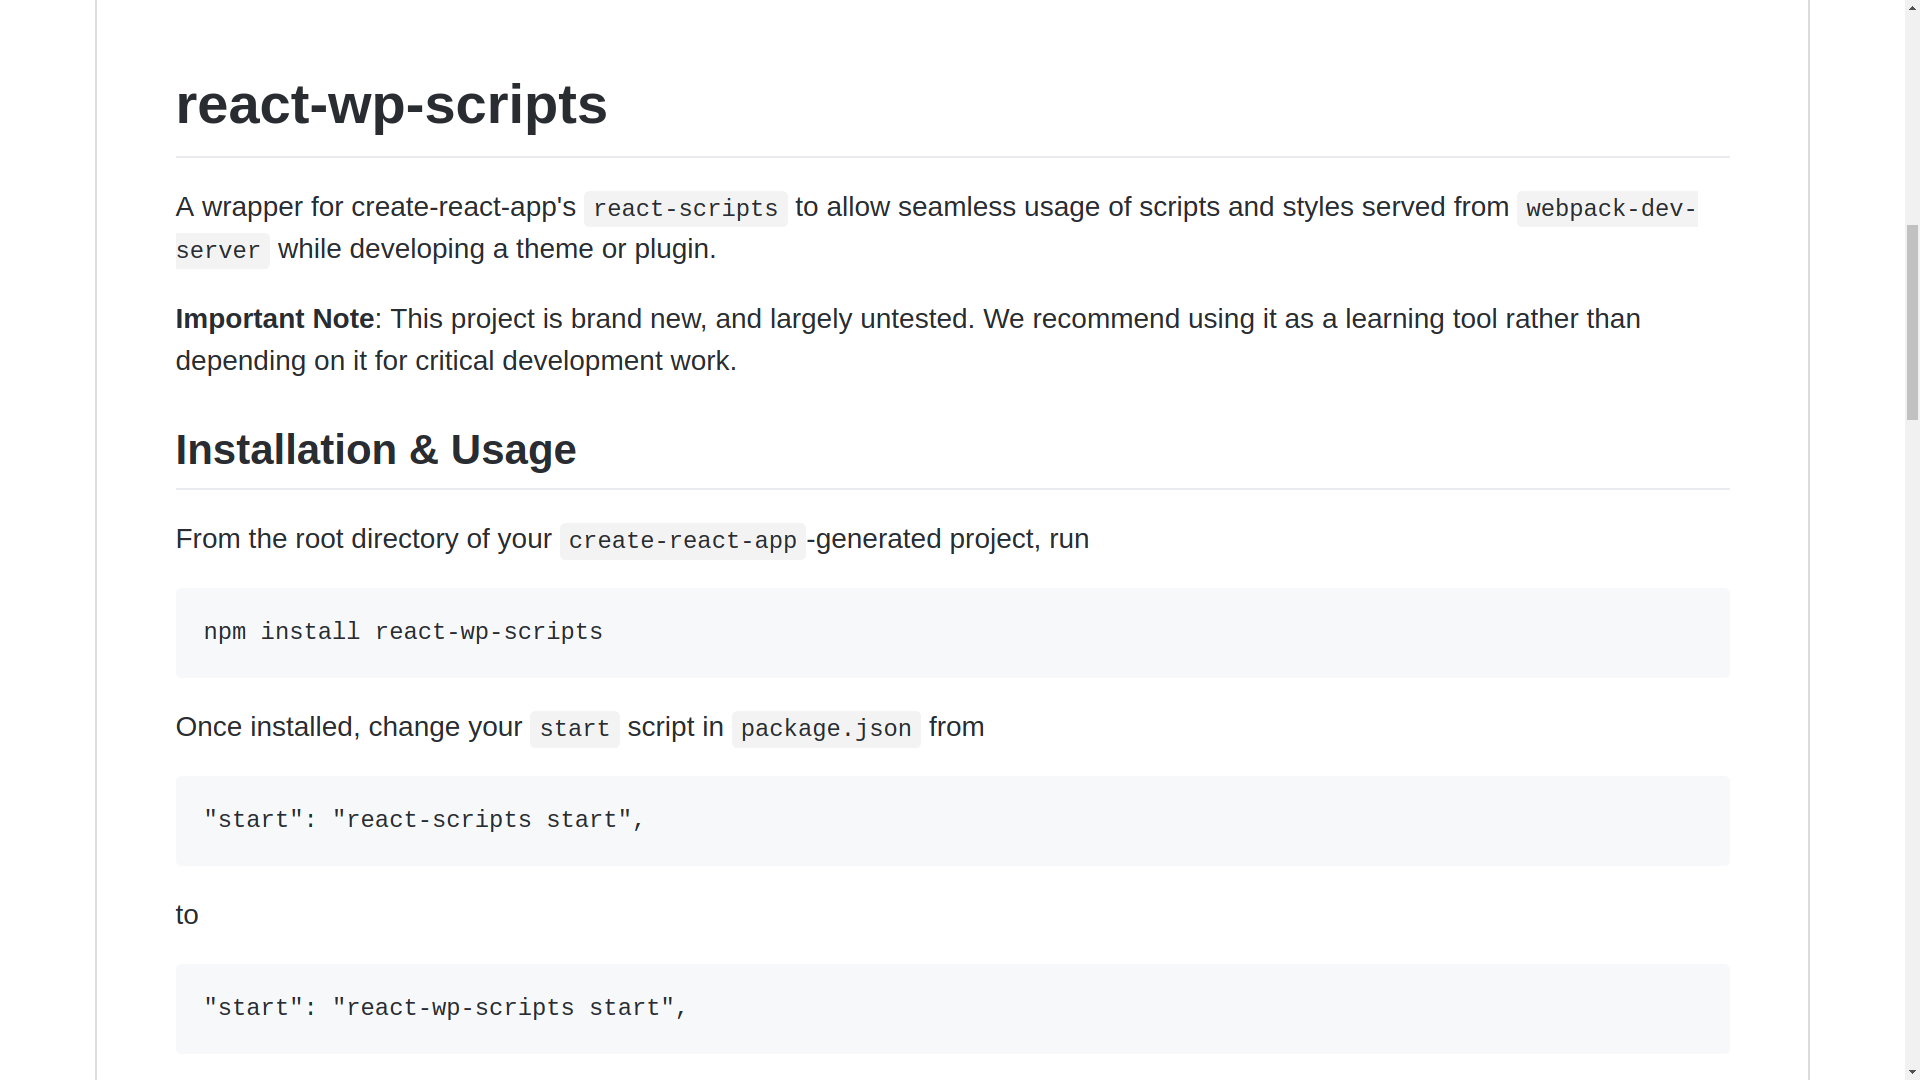 react-wp-scripts
A wrapper for create-react-app's react-scripts to allow seamless usage of scripts and styles served from webpack-dev-
server while developing a theme or plugin.
Important Note: This project is brand new, and largely untested. We recommend using it as a learning tool rather than
depending on it for critical development work.
Installation & Usage
From the root directory of your create-react-app-generated project, run
npm install react-wp-scripts
Once installed, change your start script in package.json from
"start": "react-scripts start",
to
"start": "react-wp-scripts start",